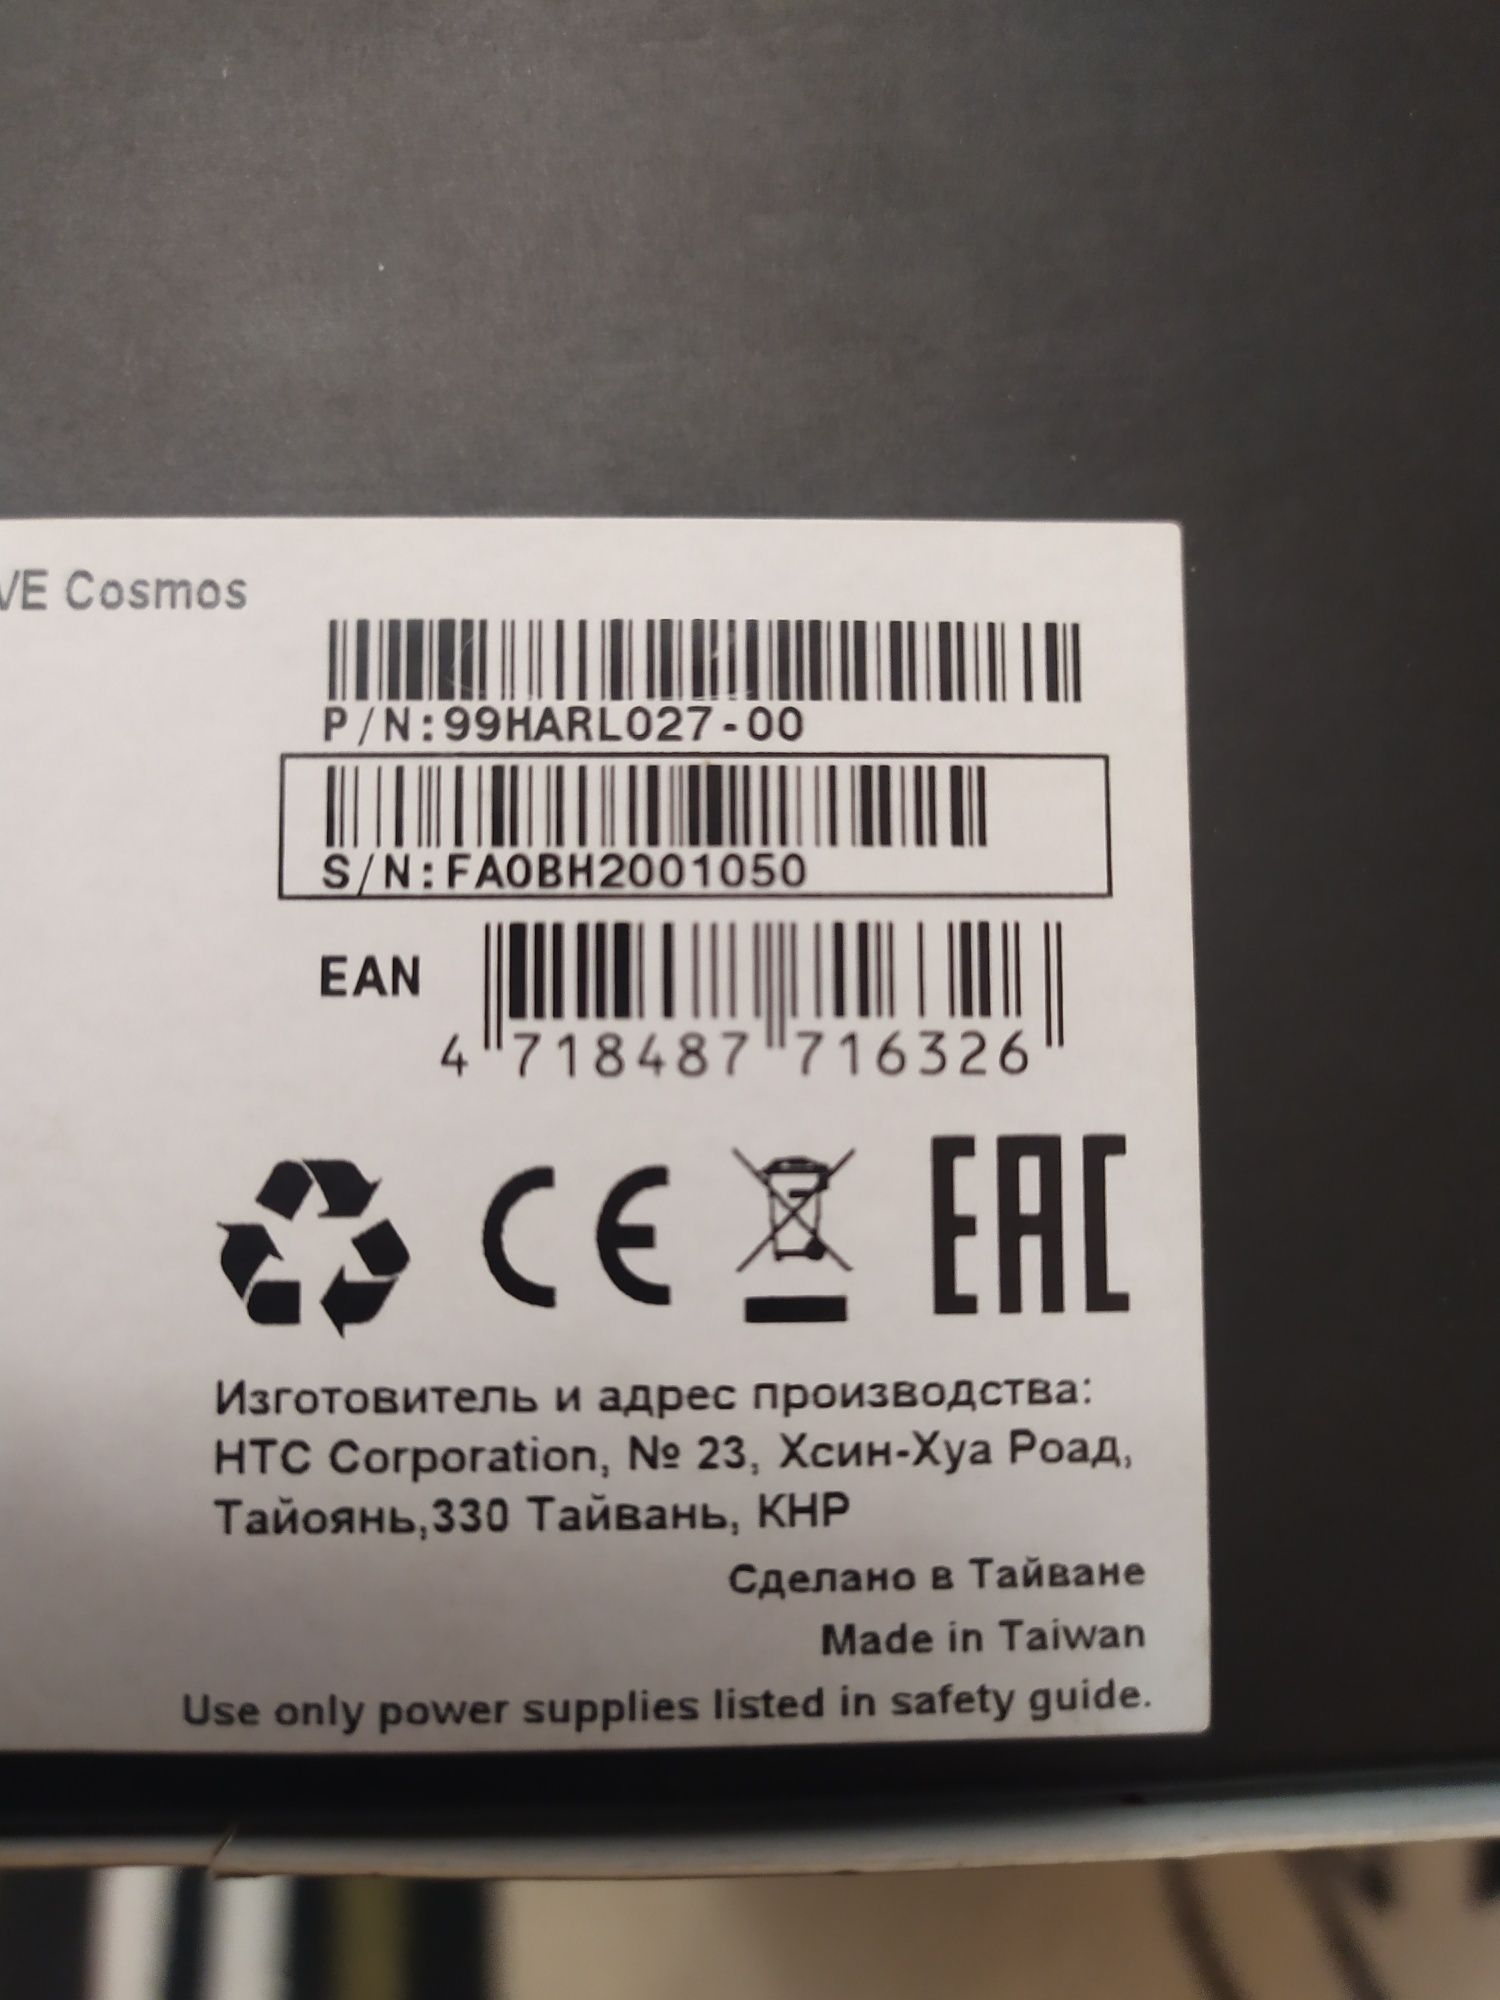 VE Cosmos
P/N:99HARL027-00
S/N:FA0BH2001050
EAN
4 718487 716326
CE
EAC
Изготовитель и адрес производства:
HTC Corporation, № 23, Хсин-Хуа Роад,
Тайоянь,330 Тайвань, КНР
Сделано в Тайване
Made in Taiwan
Use only power supplies listed in safety guide.